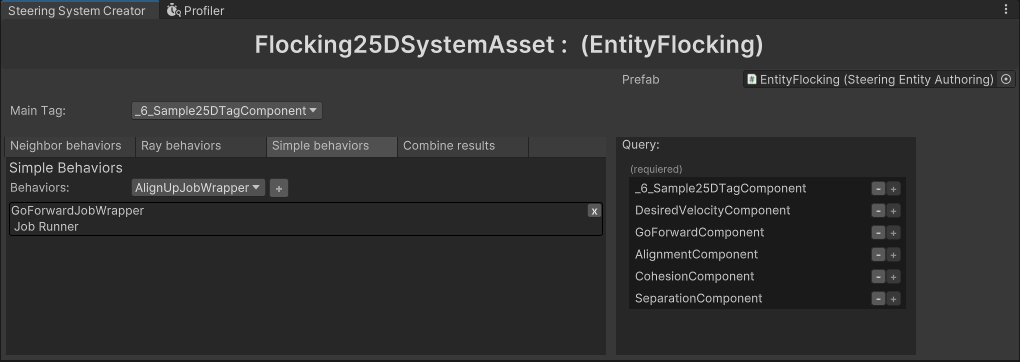 Steering System Creator
Profiler
Flocking25DSystemAsset : (EntityFlocking)
Prefab
# EntityFlocking (Steering Entity Authoring)
Main Tag:
_6_Sample25DTagComponent
Neighbor behaviors
Ray behaviors
Simple behaviors
Combine results
Simple Behaviors
Behaviors:
AlignUpJobWrapper
+
GoForwardJobWrapper
x
Job Runner
Query:
(requiered)
_6_Sample25DTagComponent
- +
DesiredVelocityComponent
- +
GoForwardComponent
- +
AlignmentComponent
- +
CohesionComponent
- +
SeparationComponent
- +